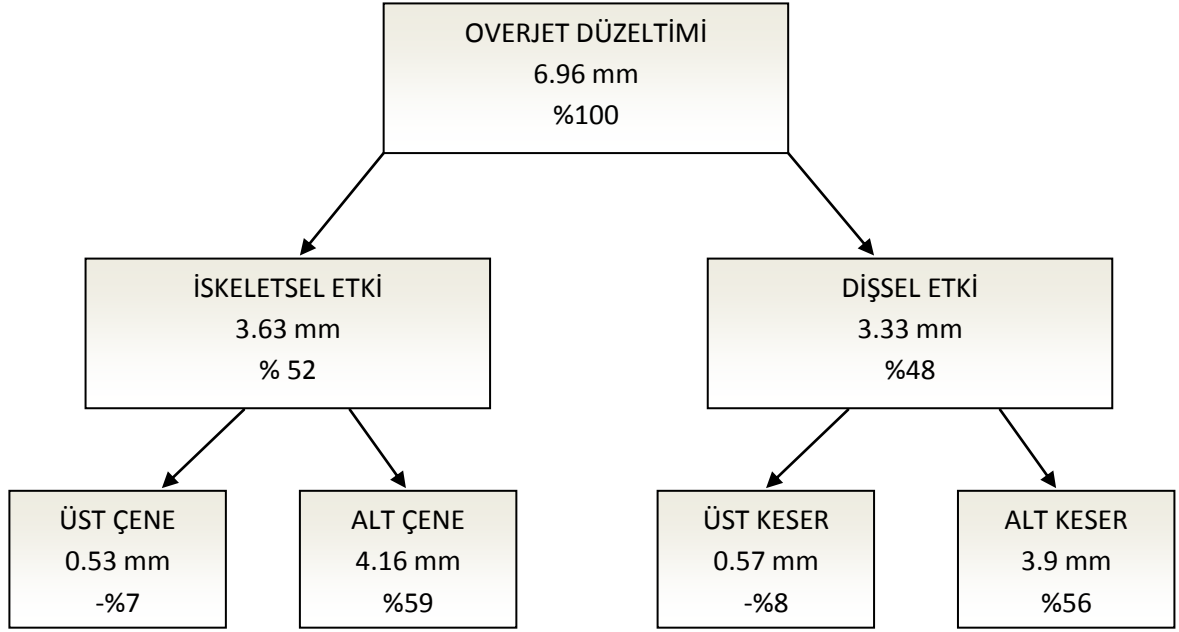 OVERJET DÜZELTİMİ
6.96 mm
%100
İSKELETSEL ETKİ
3.63 mm
% 52
DİŞSEL ETKİ
3.33 mm
%48
ÜST ÇENE
0.53 mm
-%7
ALT ÇENE
4.16 mm
%59
ÜST KESER
0.57 mm
-%8
ALT KESER
3.9 mm
%56